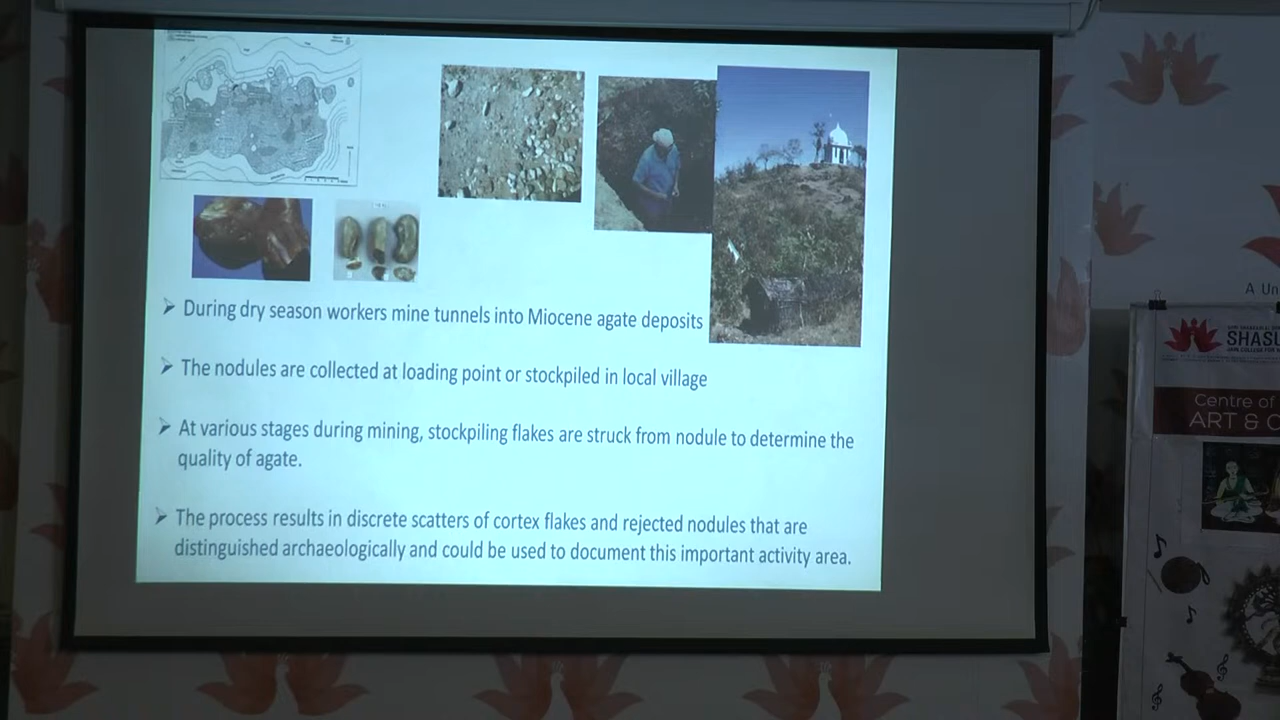 ➢ During dry season workers mine tunnels into Miocene agate deposits
➢ The nodules are collected at loading point or stockpiled in local village
➢ At various stages during mining, stockpiling flakes are struck from nodule to determine the
quality of agate.
➢ The process results in discrete scatters of cortex flakes and rejected nodules that are
distinguished archaeologically and could be used to document this important activity area.
A Un
SHASU
Centre of
ART & C